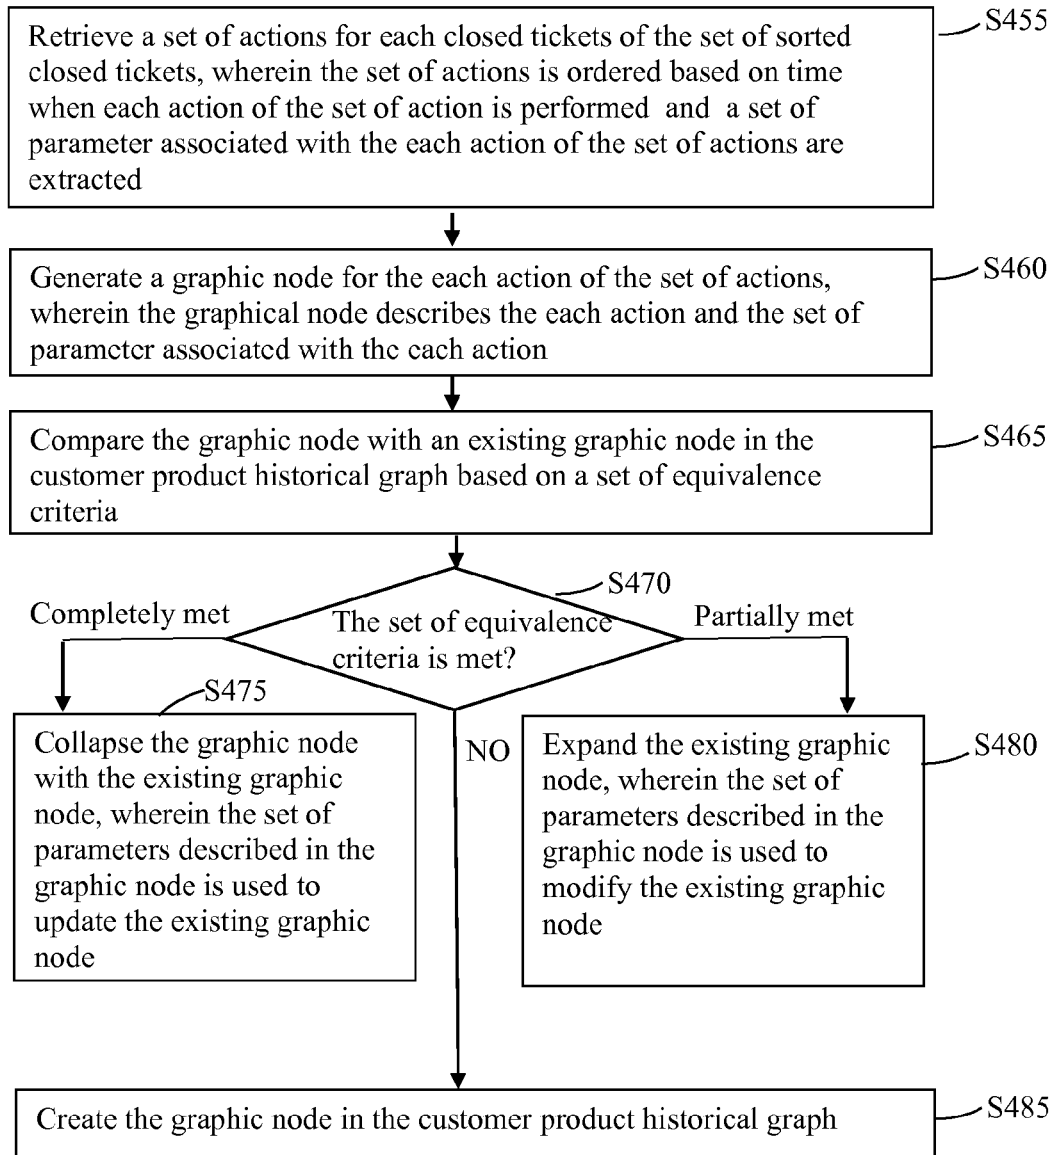 Retrieve a set of actions for each closed tickets of the set of sorted
closed tickets, wherein the set of actions is ordered based on time
when each action of the set of action is performed and a set of
parameter associated with the each action of the set of actions are
extracted
S455
Generate a graphic node for the each action of the set of actions,
wherein the graphical node describes the each action and the set of
parameter associated with the each action
S460
Compare the graphic node with an existing graphic node in the
customer product historical graph based on a set of equivalence
criteria
S465
S470
The set of equivalence
criteria is met?
Completely met
Partially met
NO
S475
Collapse the graphic node
with the existing graphic
node, wherein the set of
parameters described in the
graphic node is used to
update the existing graphic
node
Expand the existing graphic
node, wherein the set of
parameters described in the
graphic node is used to
modify the existing graphic
node
S480
Create the graphic node in the customer product historical graph
S485